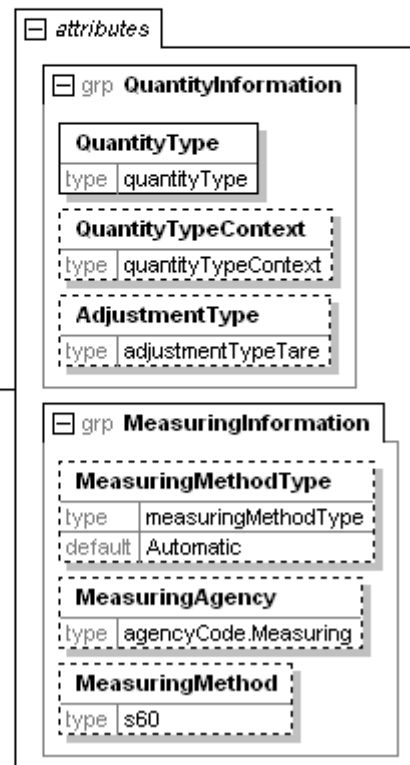 attributes
grp QuantityInformation
QuantityType
type quantityType
QuantityTypeContext
type quantityTypeContext
AdjustmentType
type adjustmentTypeTare
grp MeasuringInformation
MeasuringMethodType
type measuringMethodType
default Automatic
MeasuringAgency
type agencyCode.Measuring
MeasuringMethod
type s60